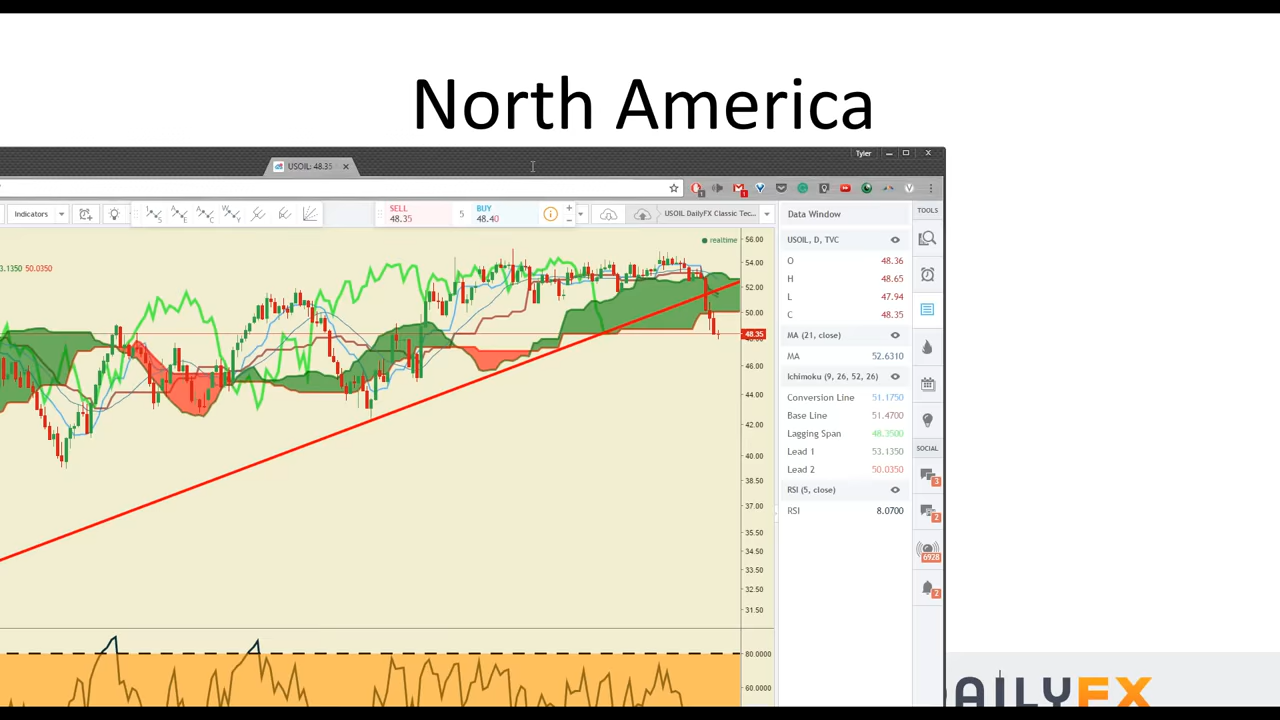 North America
Tyler
USOIL: 48.35
Indicators
SELL
48.35
5
BUY
48.40
USOIL DailyFX Classic Tec...
Data Window
TOOLS
3.1350 50.0350
realtime
56.00
54.00
52.00
50.00
48.35
46.00
44.00
42.00
40.00
38.50
37.00
35.50
34.50
33.50
32.50
31.50
80.0000
60.0000
USOIL, D, TVC
O 48.36
H 48.65
L 47.94
C 48.35
MA (21, close)
MA 52.6310
Ichimoku (9, 26, 52, 26)
Conversion Line 51.1750
Base Line 51.4700
Lagging Span 48.3500
Lead 1 53.1350
Lead 2 50.0350
RSI (5, close)
RSI 8.0700
SOCIAL
3
2
6928
2
DAILYFX